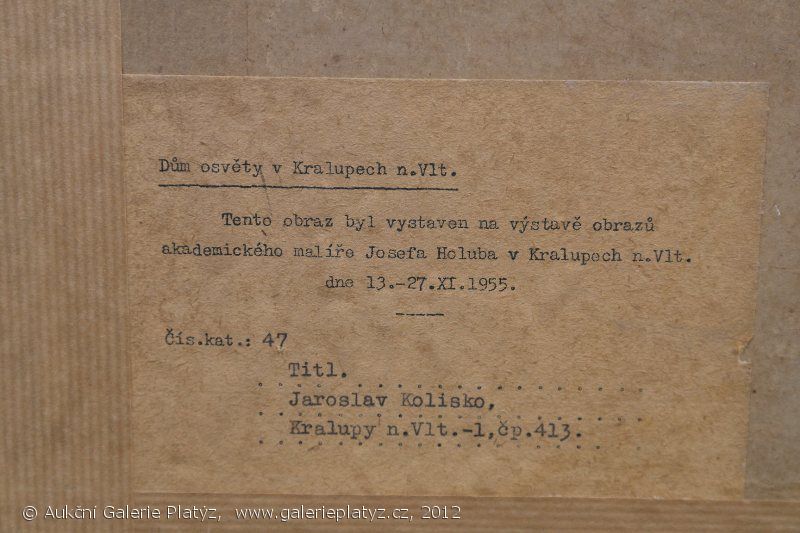 Dům osvěty v Kralupech n.Vlt.
Tento obraz byl vystaven na výstavě obrazů
akademického malíře Josefa Holuba v Kralupech n.Vlt.
dne 13.-27.XI.1955.
Čís.kat.: 47
Titl.
Jaroslav Kolisko,
Kralupy n.Vlt.-1,čp.413.
© Aukční Galerie Platýz, www.galerieplatyz.cz, 2012